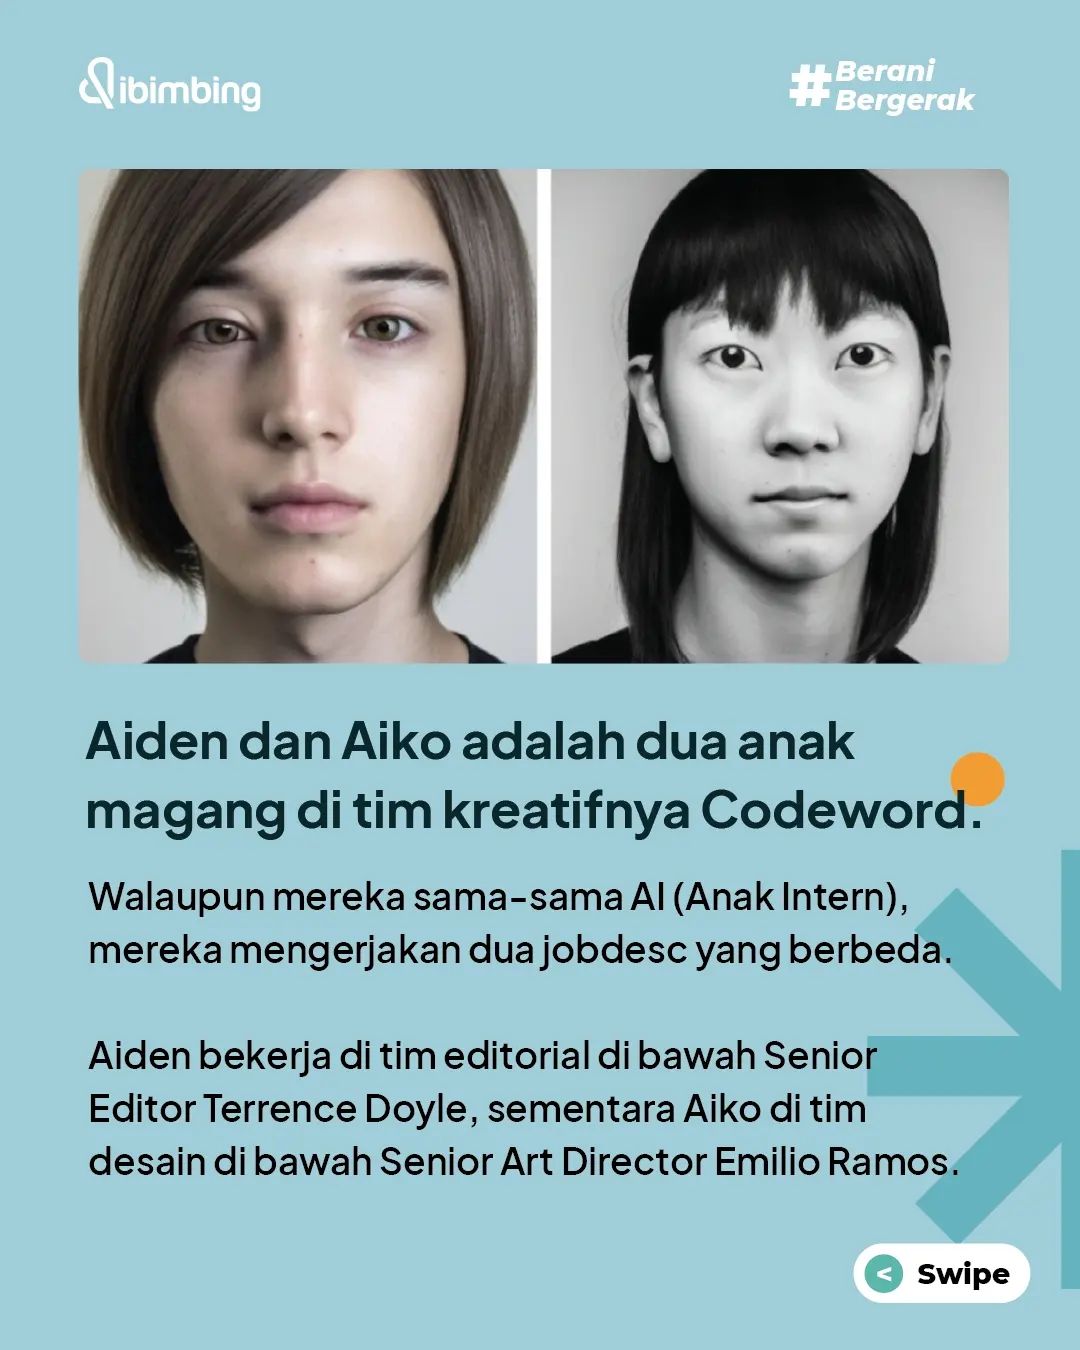 ibimbing
#Berani
Bergerak
Aiden dan Aiko adalah dua anak
magang di tim kreatifnya Codeword.
Walaupun mereka sama-sama AI (Anak Intern),
mereka mengerjakan dua jobdesc yang berbeda.
Aiden bekerja di tim editorial di bawah Senior
Editor Terrence Doyle, sementara Aiko di tim
desain di bawah Senior Art Director Emilio Ramos.
< Swipe